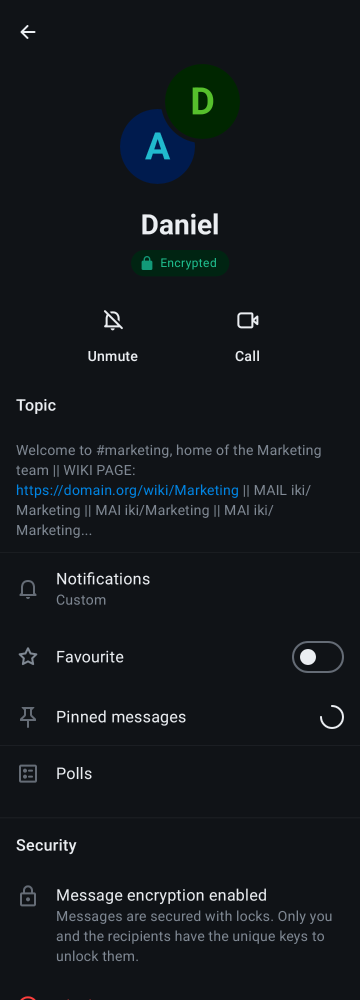 D
A
Daniel
Encrypted
Unmute
Call
Topic
Welcome to #marketing, home of the Marketing
team || WIKI PAGE:
https://domain.org/wiki/Marketing || MAIL iki/
Marketing || MAI iki/Marketing || MAI iki/
Marketing...
Notifications
Custom
Favourite
Pinned messages
Polls
Security
Message encryption enabled
Messages are secured with locks. Only you
and the recipients have the unique keys to
unlock them.